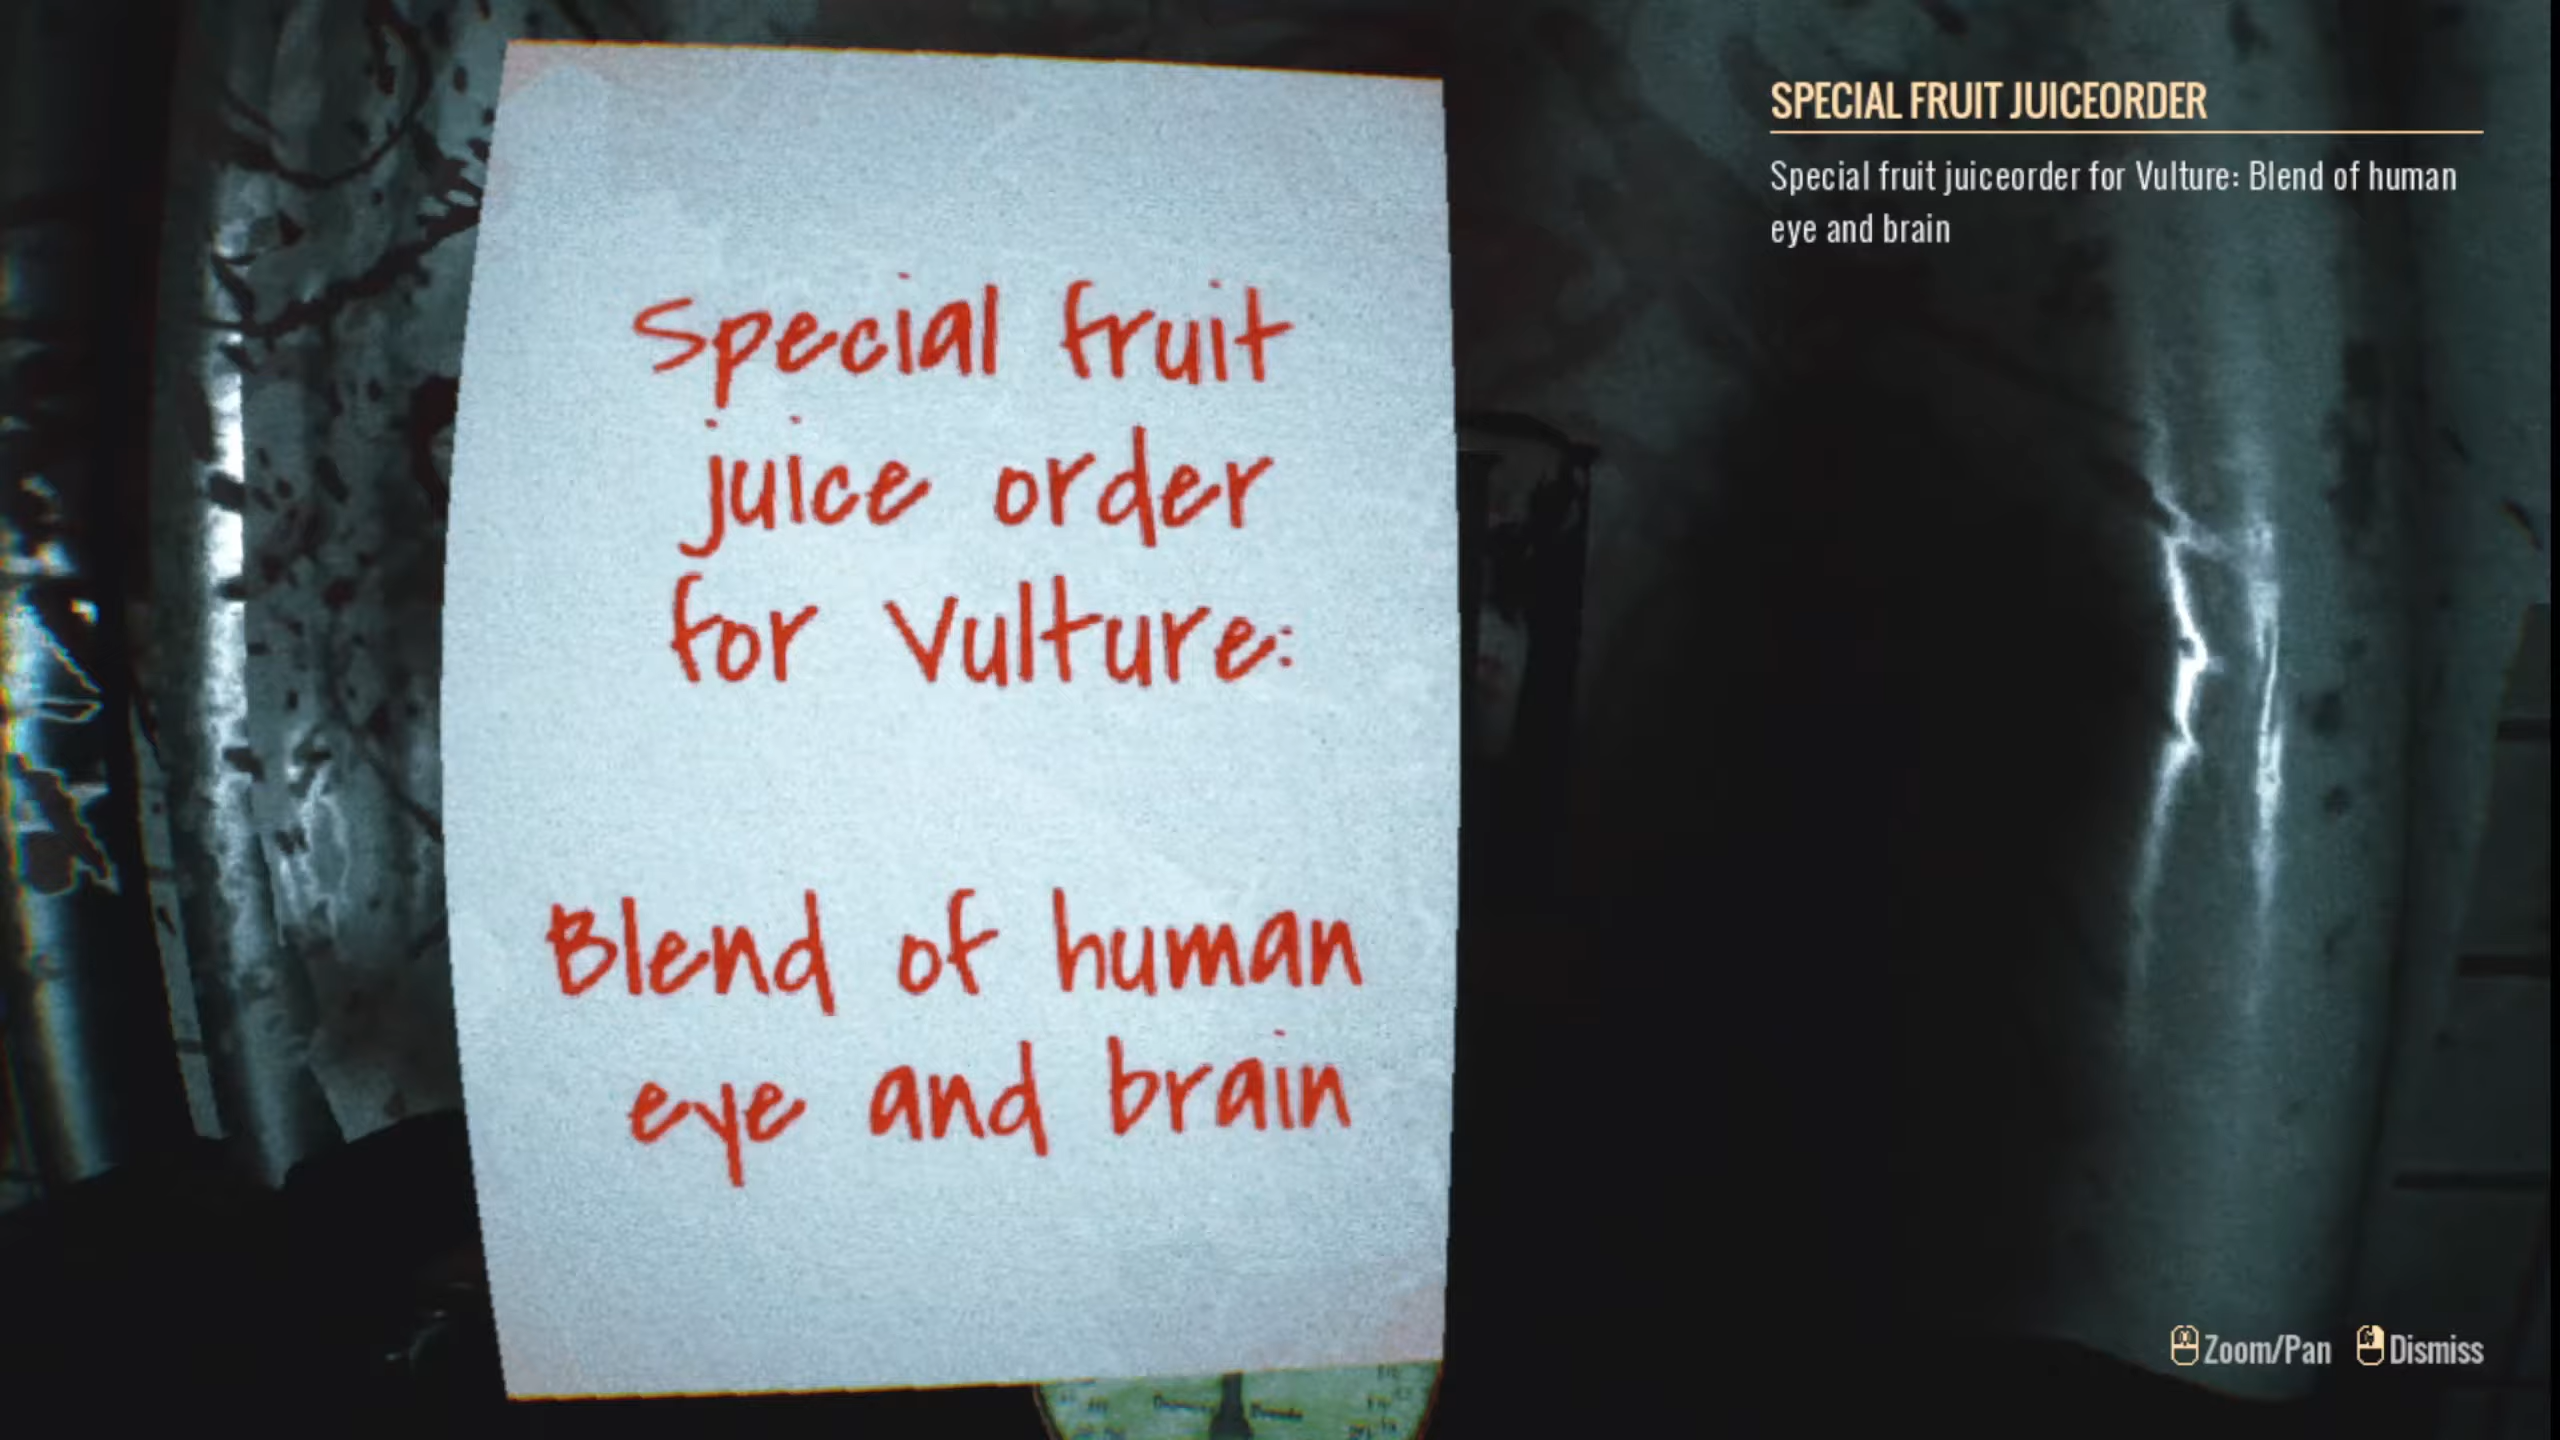 Special fruit
juice order
for Vulture:
Blend of human
eye and brain
SPECIAL FRUIT JUICEORDER
Special fruit juiceorder for Vulture: Blend of human
eye and brain
Zoom/Pan Dismiss